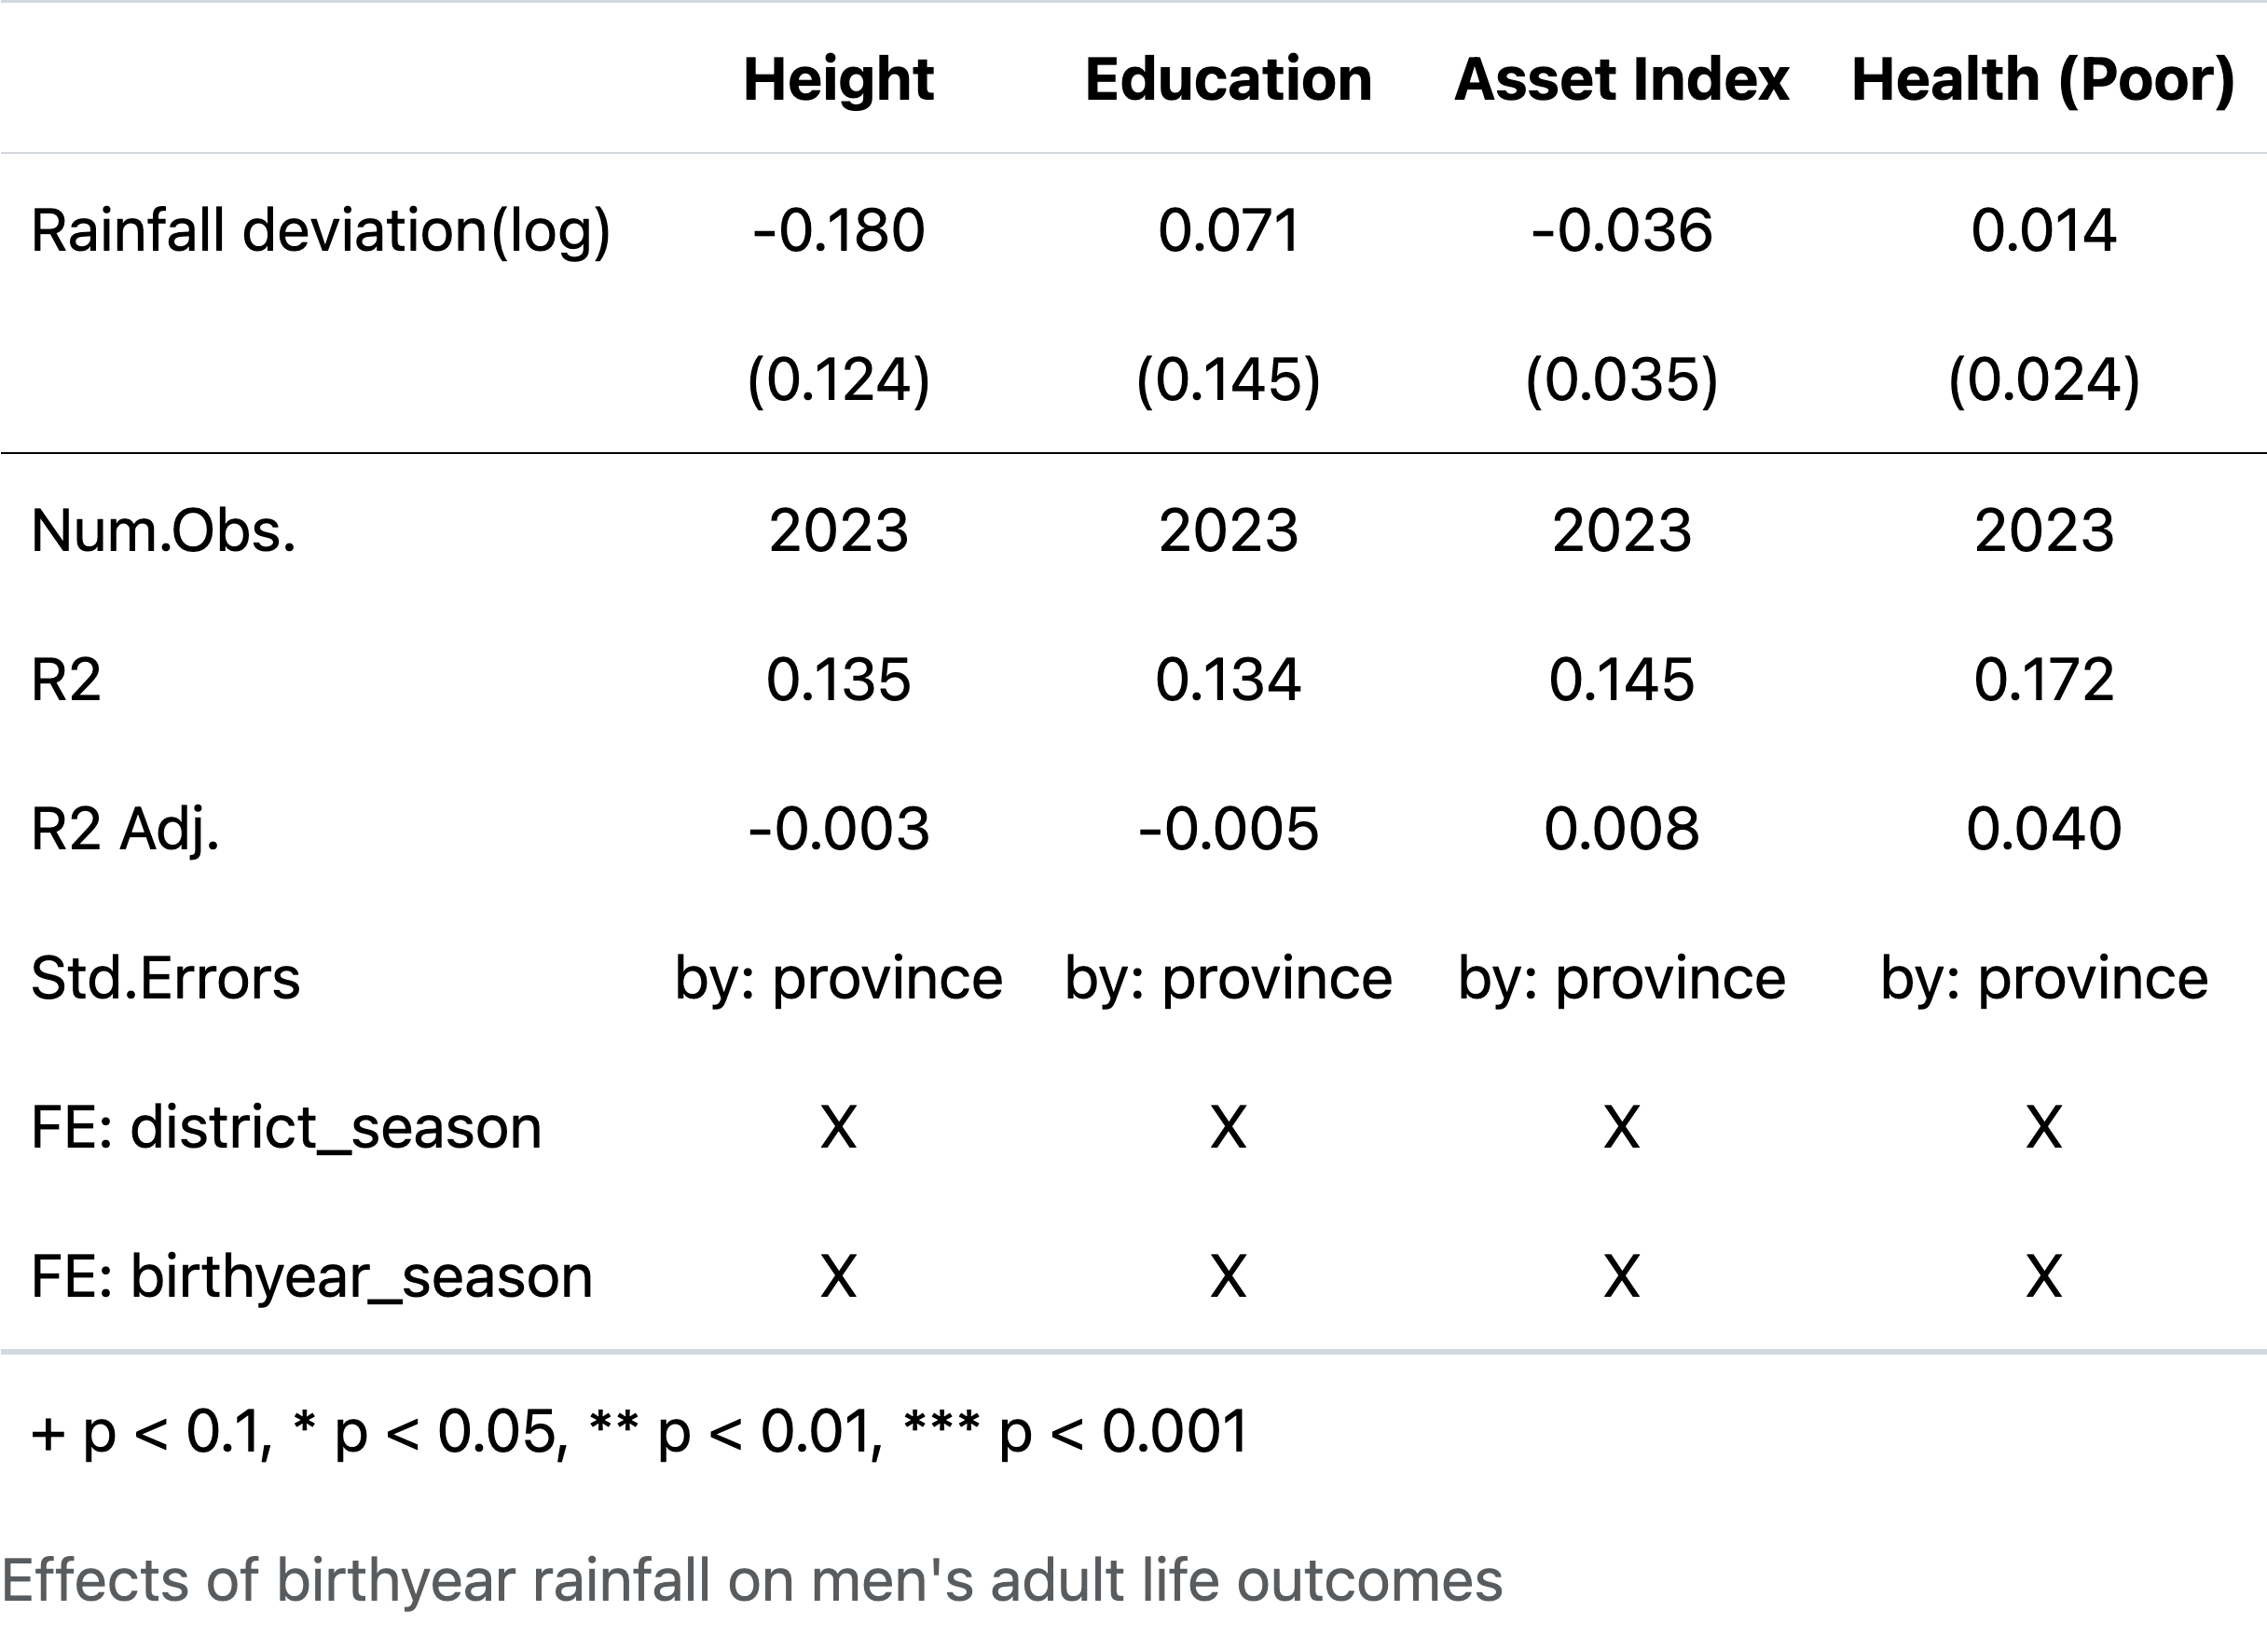 Height Education Asset Index Health (Poor)
Rainfall deviation(log) -0.180 0.071 -0.036 0.014
(0.124) (0.145) (0.035) (0.024)
Num.Obs. 2023 2023 2023 2023
R2 0.135 0.134 0.145 0.172
R2 Adj. -0.003 -0.005 0.008 0.040
Std.Errors by: province by: province by: province by: province
FE: district_season X X X X
FE: birthyear_season X X X X
+ p < 0.1, * p < 0.05, ** p < 0.01, *** p < 0.001
Effects of birthyear rainfall on men's adult life outcomes